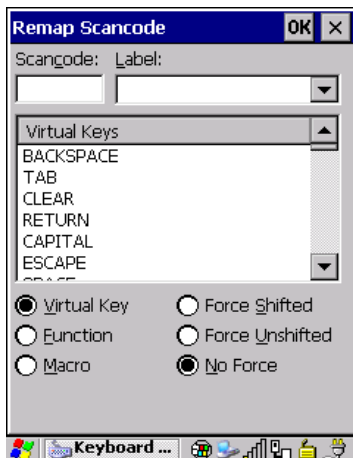 Remap Scancode OK
Scancode: Label:
Virtual Keys
BACKSPACE
TAB
CLEAR
RETURN
CAPITAL
ESCAPE
Virtual Key Force Shifted
Function Force Unshifted
Macro No Force
Keyboard ...